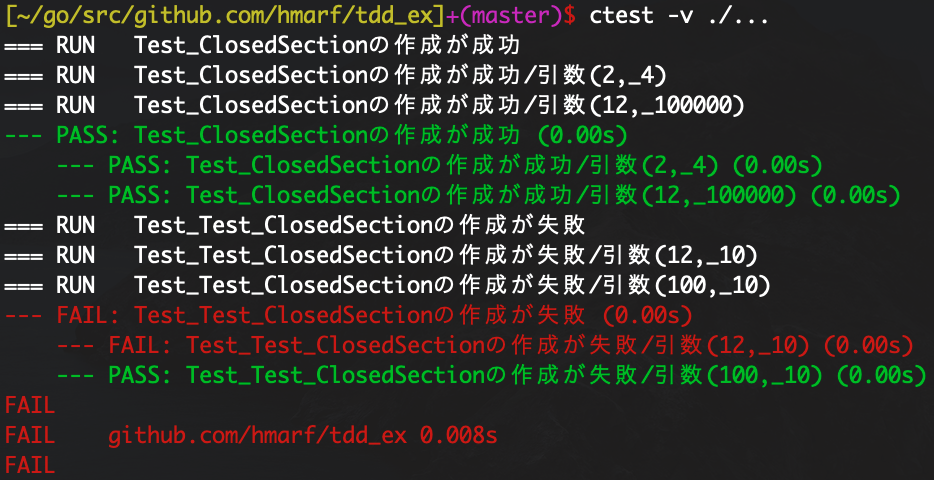 [~/go/src/github.com/hmarf/tdd_ex]+(master)$ ctest -v ./...
=== RUN   Test_ClosedSectionの作成が成功
=== RUN   Test_ClosedSectionの作成が成功/引数(2,_4)
=== RUN   Test_ClosedSectionの作成が成功/引数(12,_100000)
--- PASS: Test_ClosedSectionの作成が成功 (0.00s)
    --- PASS: Test_ClosedSectionの作成が成功/引数(2,_4) (0.00s)
    --- PASS: Test_ClosedSectionの作成が成功/引数(12,_100000) (0.00s)
=== RUN   Test_Test_ClosedSectionの作成が失敗
=== RUN   Test_Test_ClosedSectionの作成が失敗/引数(12,_10)
=== RUN   Test_Test_ClosedSectionの作成が失敗/引数(100,_10)
--- FAIL: Test_Test_ClosedSectionの作成が失敗 (0.00s)
    --- FAIL: Test_Test_ClosedSectionの作成が失敗/引数(12,_10) (0.00s)
    --- PASS: Test_Test_ClosedSectionの作成が失敗/引数(100,_10) (0.00s)
FAIL
FAIL    github.com/hmarf/tdd_ex 0.008s
FAIL